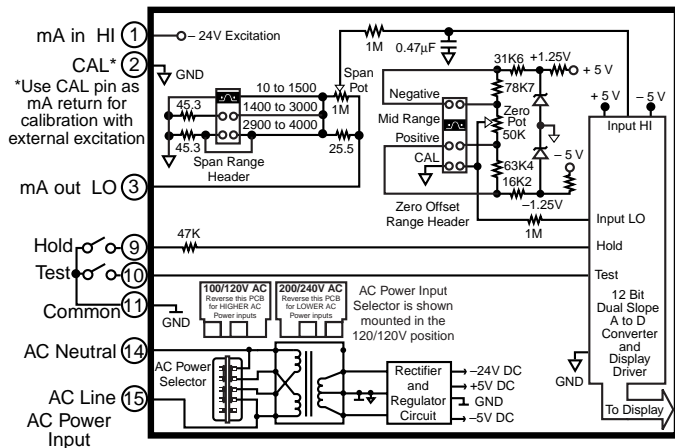 mA in HI 1
– 24V Excitation
CAL* 2
GND
*Use CAL pin as
mA return for
calibration with
external excitation
45.3
45.3
10 to 1500
1400 to 3000
2900 to 4000
Span
Pot
1M
25.5
Span Range
Header
mA out LO 3
1M
0.47µF
31K6
+1.25V
+ 5 V
78K7
Negative
Mid Range
Positive
CAL
Zero
Pot
50K
63K4
16K2
–1.25V
– 5 V
GND
Zero Offset
Range Header
1M
+ 5 V
– 5 V
Input HI
Input LO
Hold
Test
12 Bit
Dual Slope
A to D
Converter
and
Display
Driver
GND
To Display
Hold 9
47K
Test 10
Common 11
GND
100/120V AC
Reverse this PCB
for HIGHER AC
Power inputs
200/240V AC
Reverse this PCB
for LOWER AC
Power inputs
AC Power Input
Selector is shown
mounted in the
120/120V position
AC Neutral 14
AC Power
Selector
AC Line 15
AC Power
Input
Rectifier
and
Regulator
Circuit
–24V DC
+5V DC
GND
–5V DC